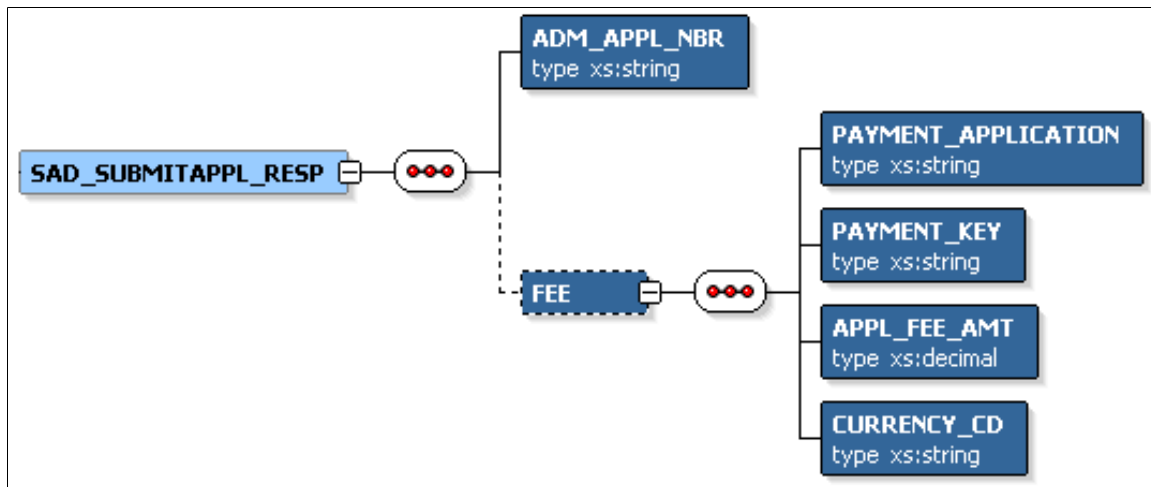 ADM_APPL_NBR
type xs:string
SAD_SUBMITAPPL_RESP
FEE
PAYMENT_APPLICATION
type xs:string
PAYMENT_KEY
type xs:string
APPL_FEE_AMT
type xs:decimal
CURRENCY_CD
type xs:string